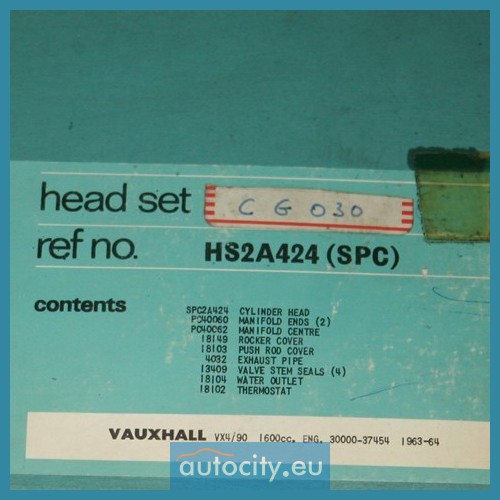 head set C G 030
ref no. HS2A424 (SPC)
contents
SPC2A424 CYLINDER HEAD
PC40060 MANIFOLD ENDS (2)
PC40062 MANIFOLD CENTRE
18149 ROCKER COVER
18103 PUSH ROD COVER
4032 EXHAUST PIPE
13409 VALVE STEM SEALS (4)
18104 WATER OUTLET
18102 THERMOSTAT
VAUXHALL VX4/90 1600cc. ENG. 30000-37454 1963-64
autocity.eu